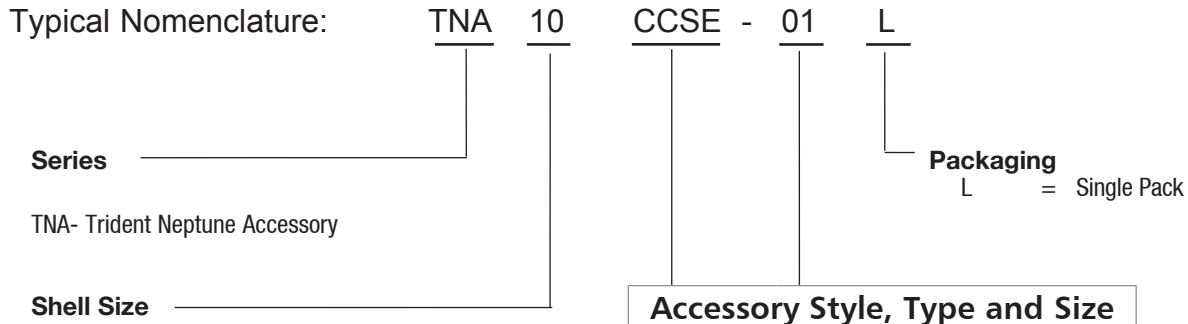 Typical Nomenclature: TNA 10 CCSE - 01 L
Series
Packaging
L = Single Pack
TNA- Trident Neptune Accessory
Shell Size
Accessory Style, Type and Size